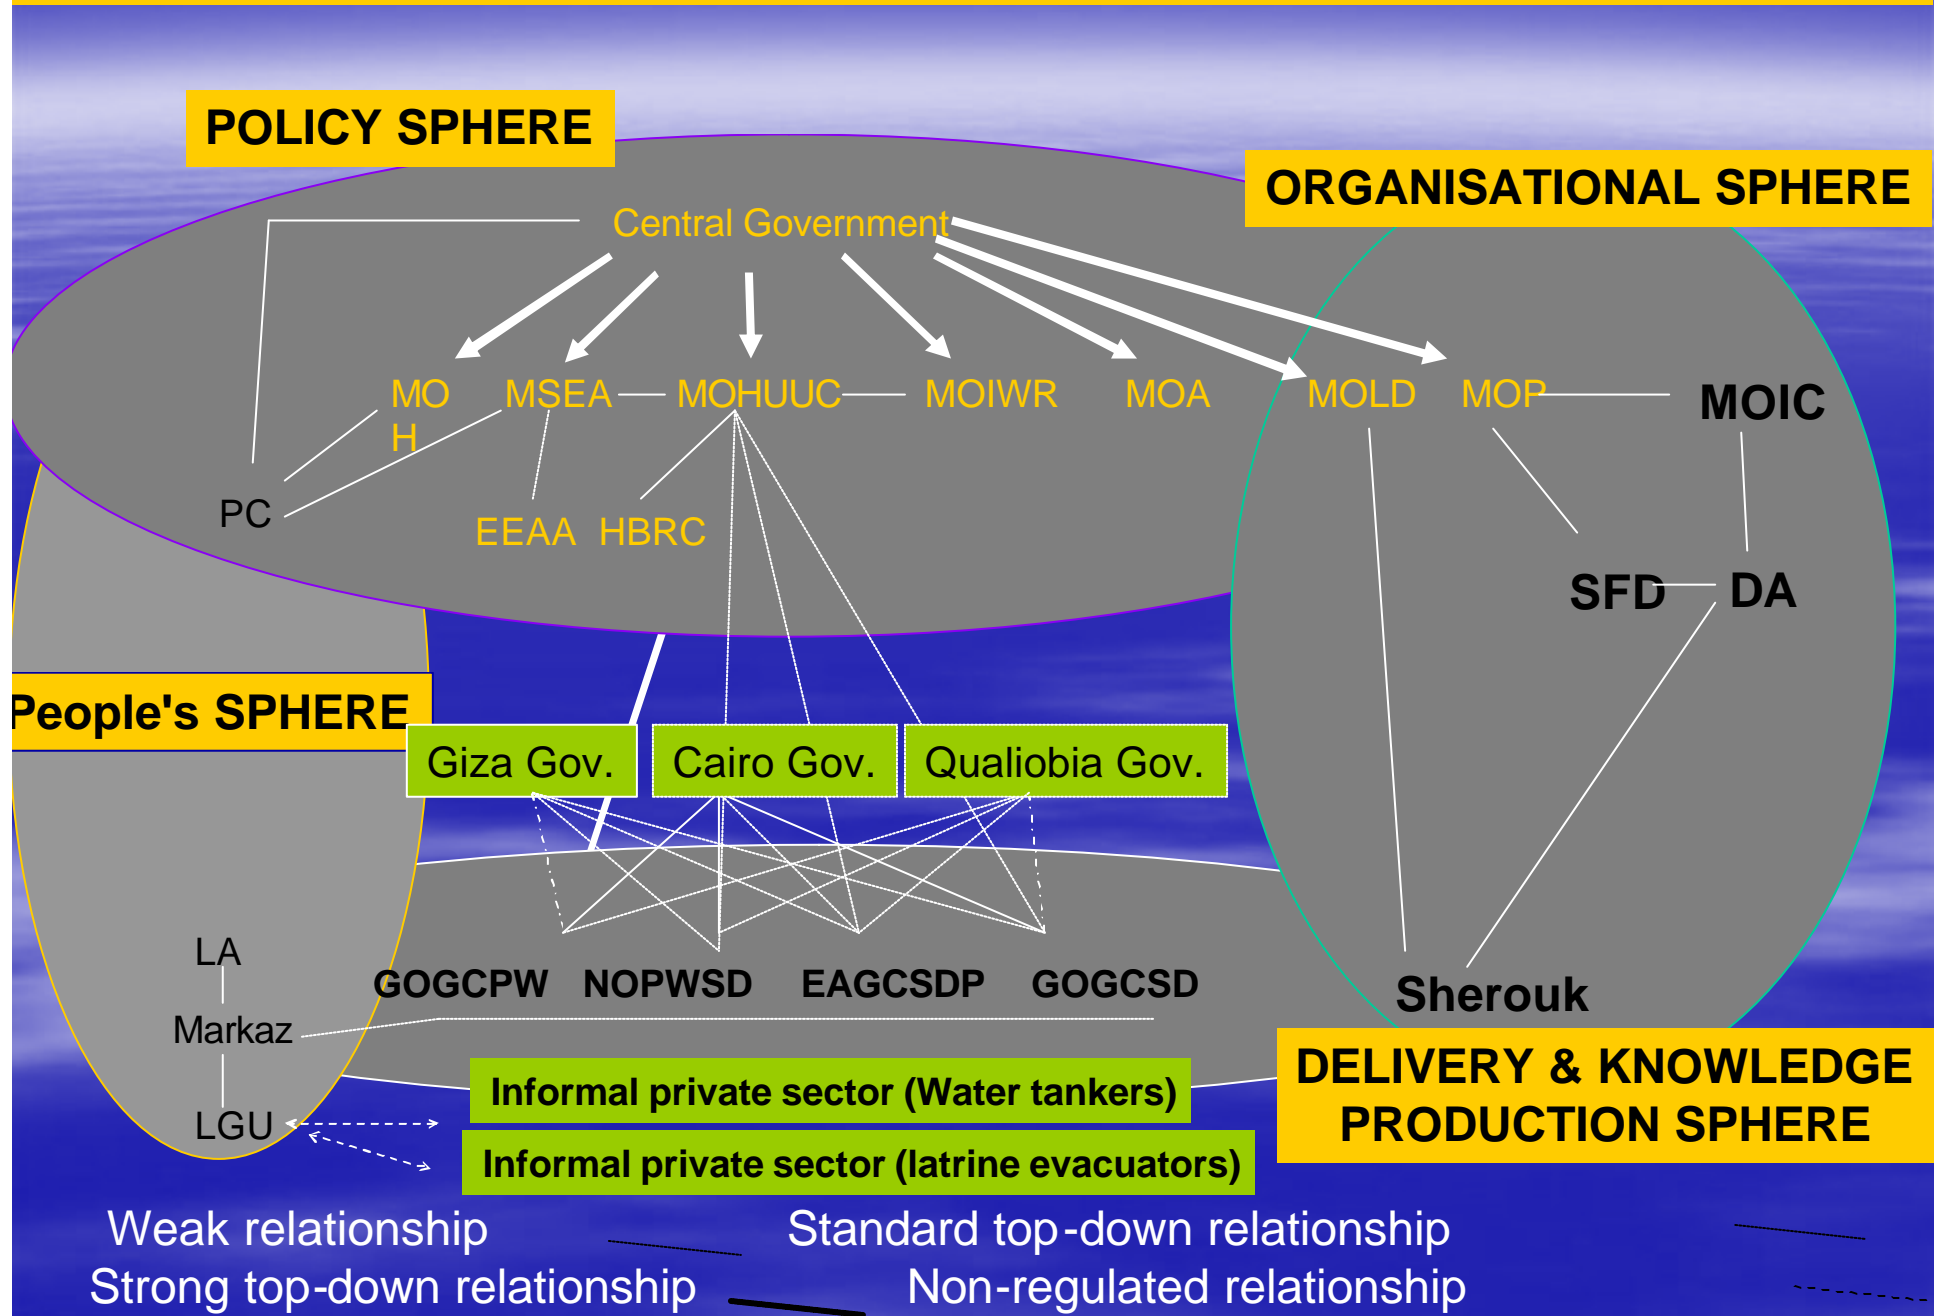 POLICY SPHERE
ORGANISATIONAL SPHERE
Central Government
MO
H
MSEA
MOHUUC
MOIWR
MOA
MOLD
MOP
MOIC
PC
EEAA
HBRC
SFD
DA
People's SPHERE
Giza Gov.
Cairo Gov.
Qualiobia Gov.
LA
GOGCPW
NOPWSD
EAGCSDP
GOGCSD
Sherouk
Markaz
DELIVERY & KNOWLEDGE
PRODUCTION SPHERE
Informal private sector (Water tankers)
LGU
Informal private sector (latrine evacuators)
Weak relationship
Standard top-down relationship
Strong top-down relationship
Non-regulated relationship